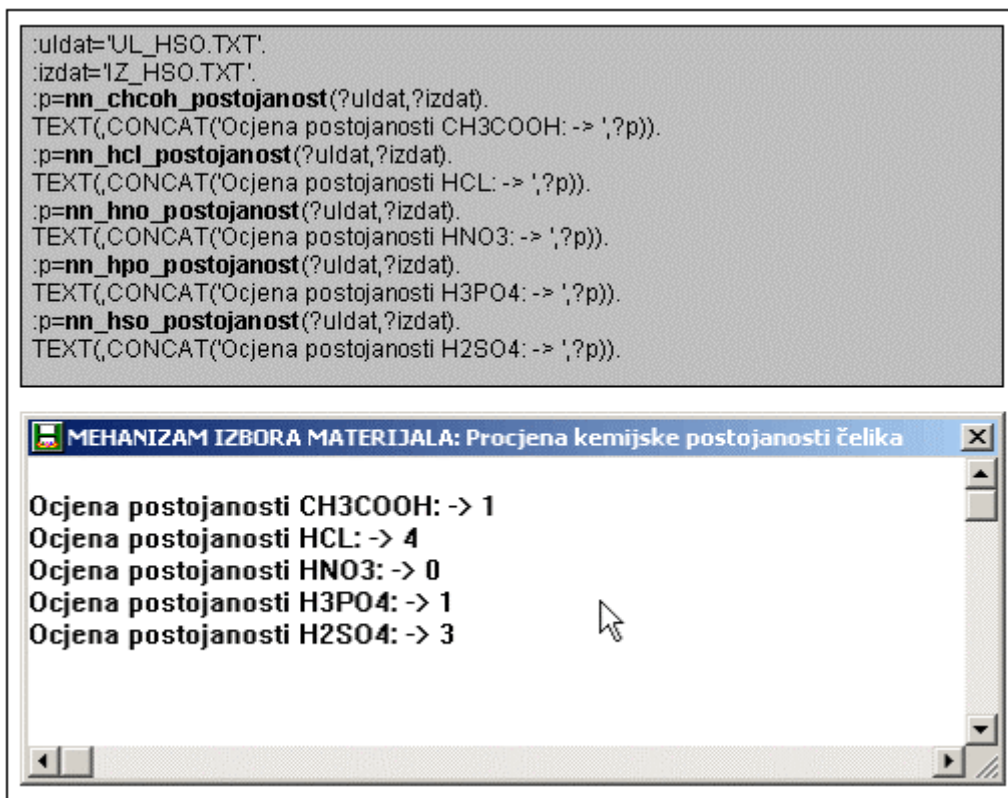 :uldat='UL_HSO.TXT'.
:izdat='IZ_HSO.TXT'.
:p=nn_chcoh_postojanost(?uldat,?izdat).
TEXT(,CONCAT('Ocjena postojanosti CH3COOH: -> ',?p)).
:p=nn_hcl_postojanost(?uldat,?izdat).
TEXT(,CONCAT('Ocjena postojanosti HCL: -> ',?p)).
:p=nn_hno_postojanost(?uldat,?izdat).
TEXT(,CONCAT('Ocjena postojanosti HNO3: -> ',?p)).
:p=nn_hpo_postojanost(?uldat,?izdat).
TEXT(,CONCAT('Ocjena postojanosti H3PO4: -> ',?p)).
:p=nn_hso_postojanost(?uldat,?izdat).
TEXT(,CONCAT('Ocjena postojanosti H2SO4: -> ',?p)).
MEHANIZAM IZBORA MATERIJALA: Procjena kemijske postojanosti čelika
Ocjena postojanosti CH3COOH: -> 1
Ocjena postojanosti HCL: -> 4
Ocjena postojanosti HNO3: -> 0
Ocjena postojanosti H3PO4: -> 1
Ocjena postojanosti H2SO4: -> 3